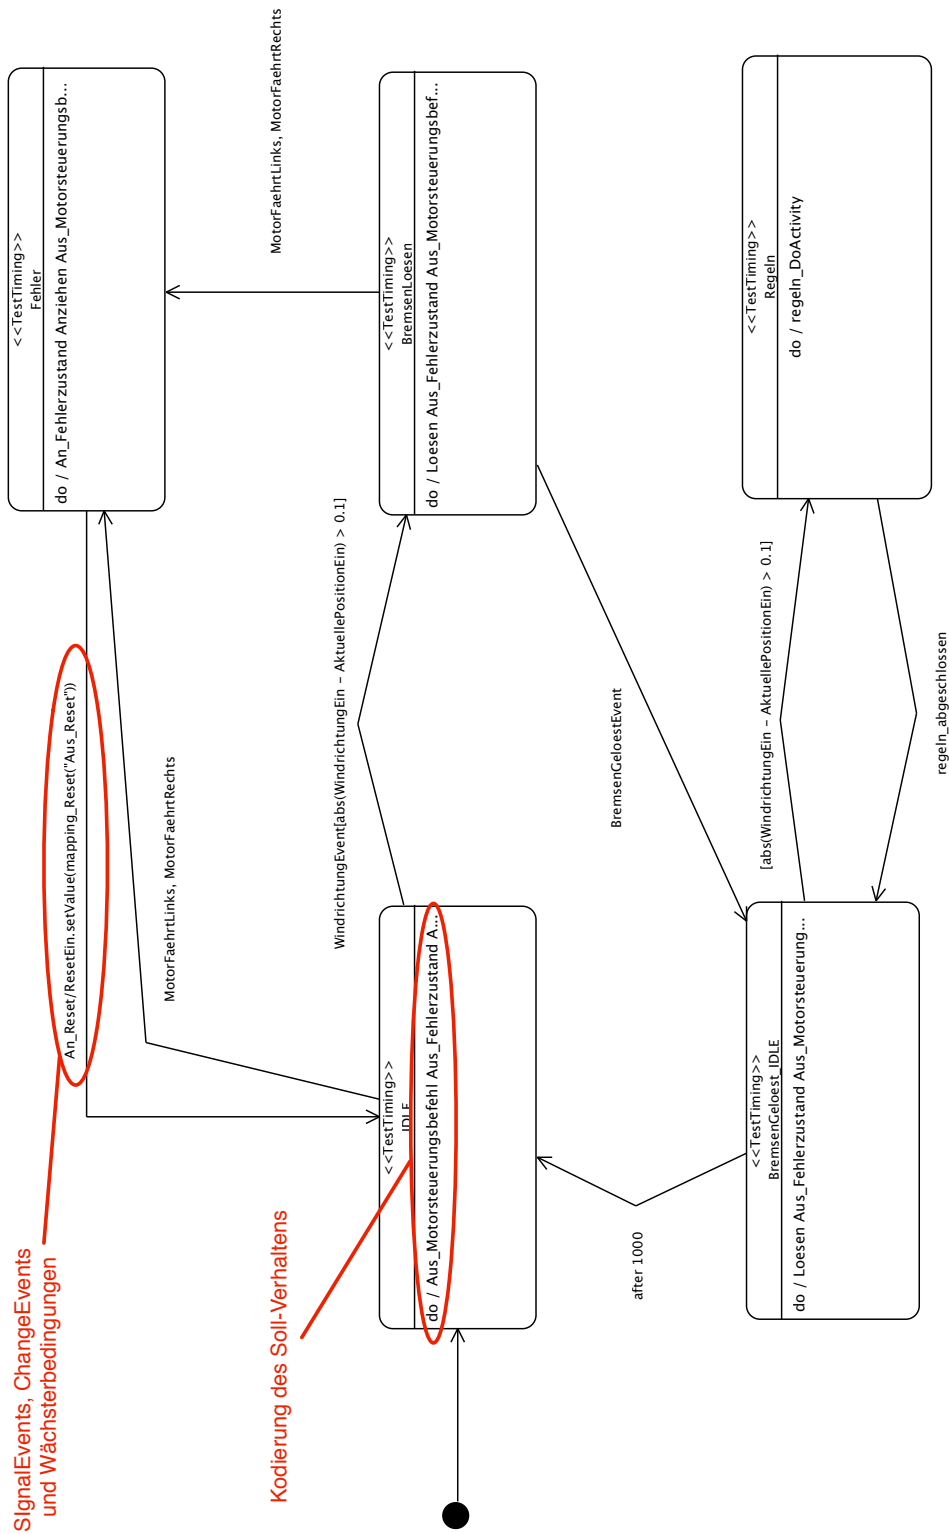 SIgnalEvents, ChangeEvents
und Wächsterbedingungen
An_Reset/ResetEin.setValue(mapping_Reset("Aus_Reset"))
<<TestTiming>>
Fehler
do / An_Fehlerzustand Anziehen Aus_Motorsteuerungsb...
MotorFaehrtLinks, MotorFaehrtRechts
MotorFaehrtLinks, MotorFaehrtRechts
Kodierung des Soll-Verhaltens
WindrichtungEvent[abs(WindrichtungEin - AktuellePositionEin) > 0.1]
<<TestTiming>>
IDLE
do / Aus_Motorsteuerungsbefehl Aus_Fehlerzustand A...
<<TestTiming>>
BremsenLoesen
do / Loesen Aus_Fehlerzustand Aus_Motorsteuerungsbef...
after 1000
BremsenGeloestEvent
<<TestTiming>>
BremsenGeloest_IDLE
do / Loesen Aus_Fehlerzustand Aus_Motorsteuerung...
[abs(WindrichtungEin - AktuellePositionEin) > 0.1]
<<TestTiming>>
Regeln
do / regeln_DoActivity
regeln_abgeschlossen